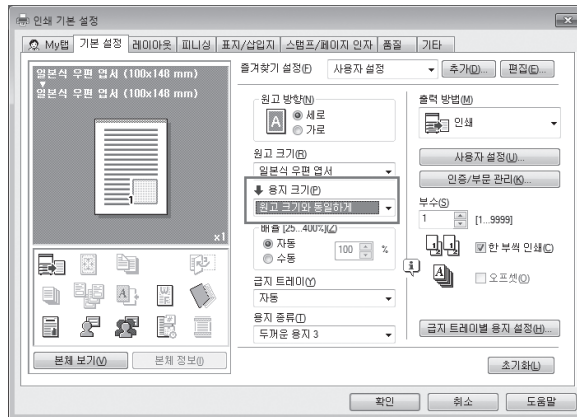 인쇄 기본 설정
My탭 기본 설정 레이아웃 피니싱 표지/삽입지 스탬프/페이지 인자 품질 기타
일본식 우편 엽서 (100x148 mm)
일본식 우편 엽서 (100x148 mm)
1
x1
본체 보기(V) 본체 정보(I)
즐겨찾기 설정(F) 사용자 설정 추가(D)... 편집(E)...
원고 방향(N)
A
세로
가로
원고 크기(R)
일본식 우편 엽서
용지 크기(P)
원고 크기와 동일하게
배율 [25...400%](Z)
자동
수동
100 %
급지 트레이(Y)
자동
용지 종류(T)
두꺼운 용지 3
출력 방법(M)
인쇄
사용자 설정(U)...
인증/부문 관리(K)...
부수(S)
1 [1...9999]
한 부씩 인쇄(C)
오프셋(O)
급지 트레이별 용지 설정(H)...
초기화(L)
확인 취소 도움말